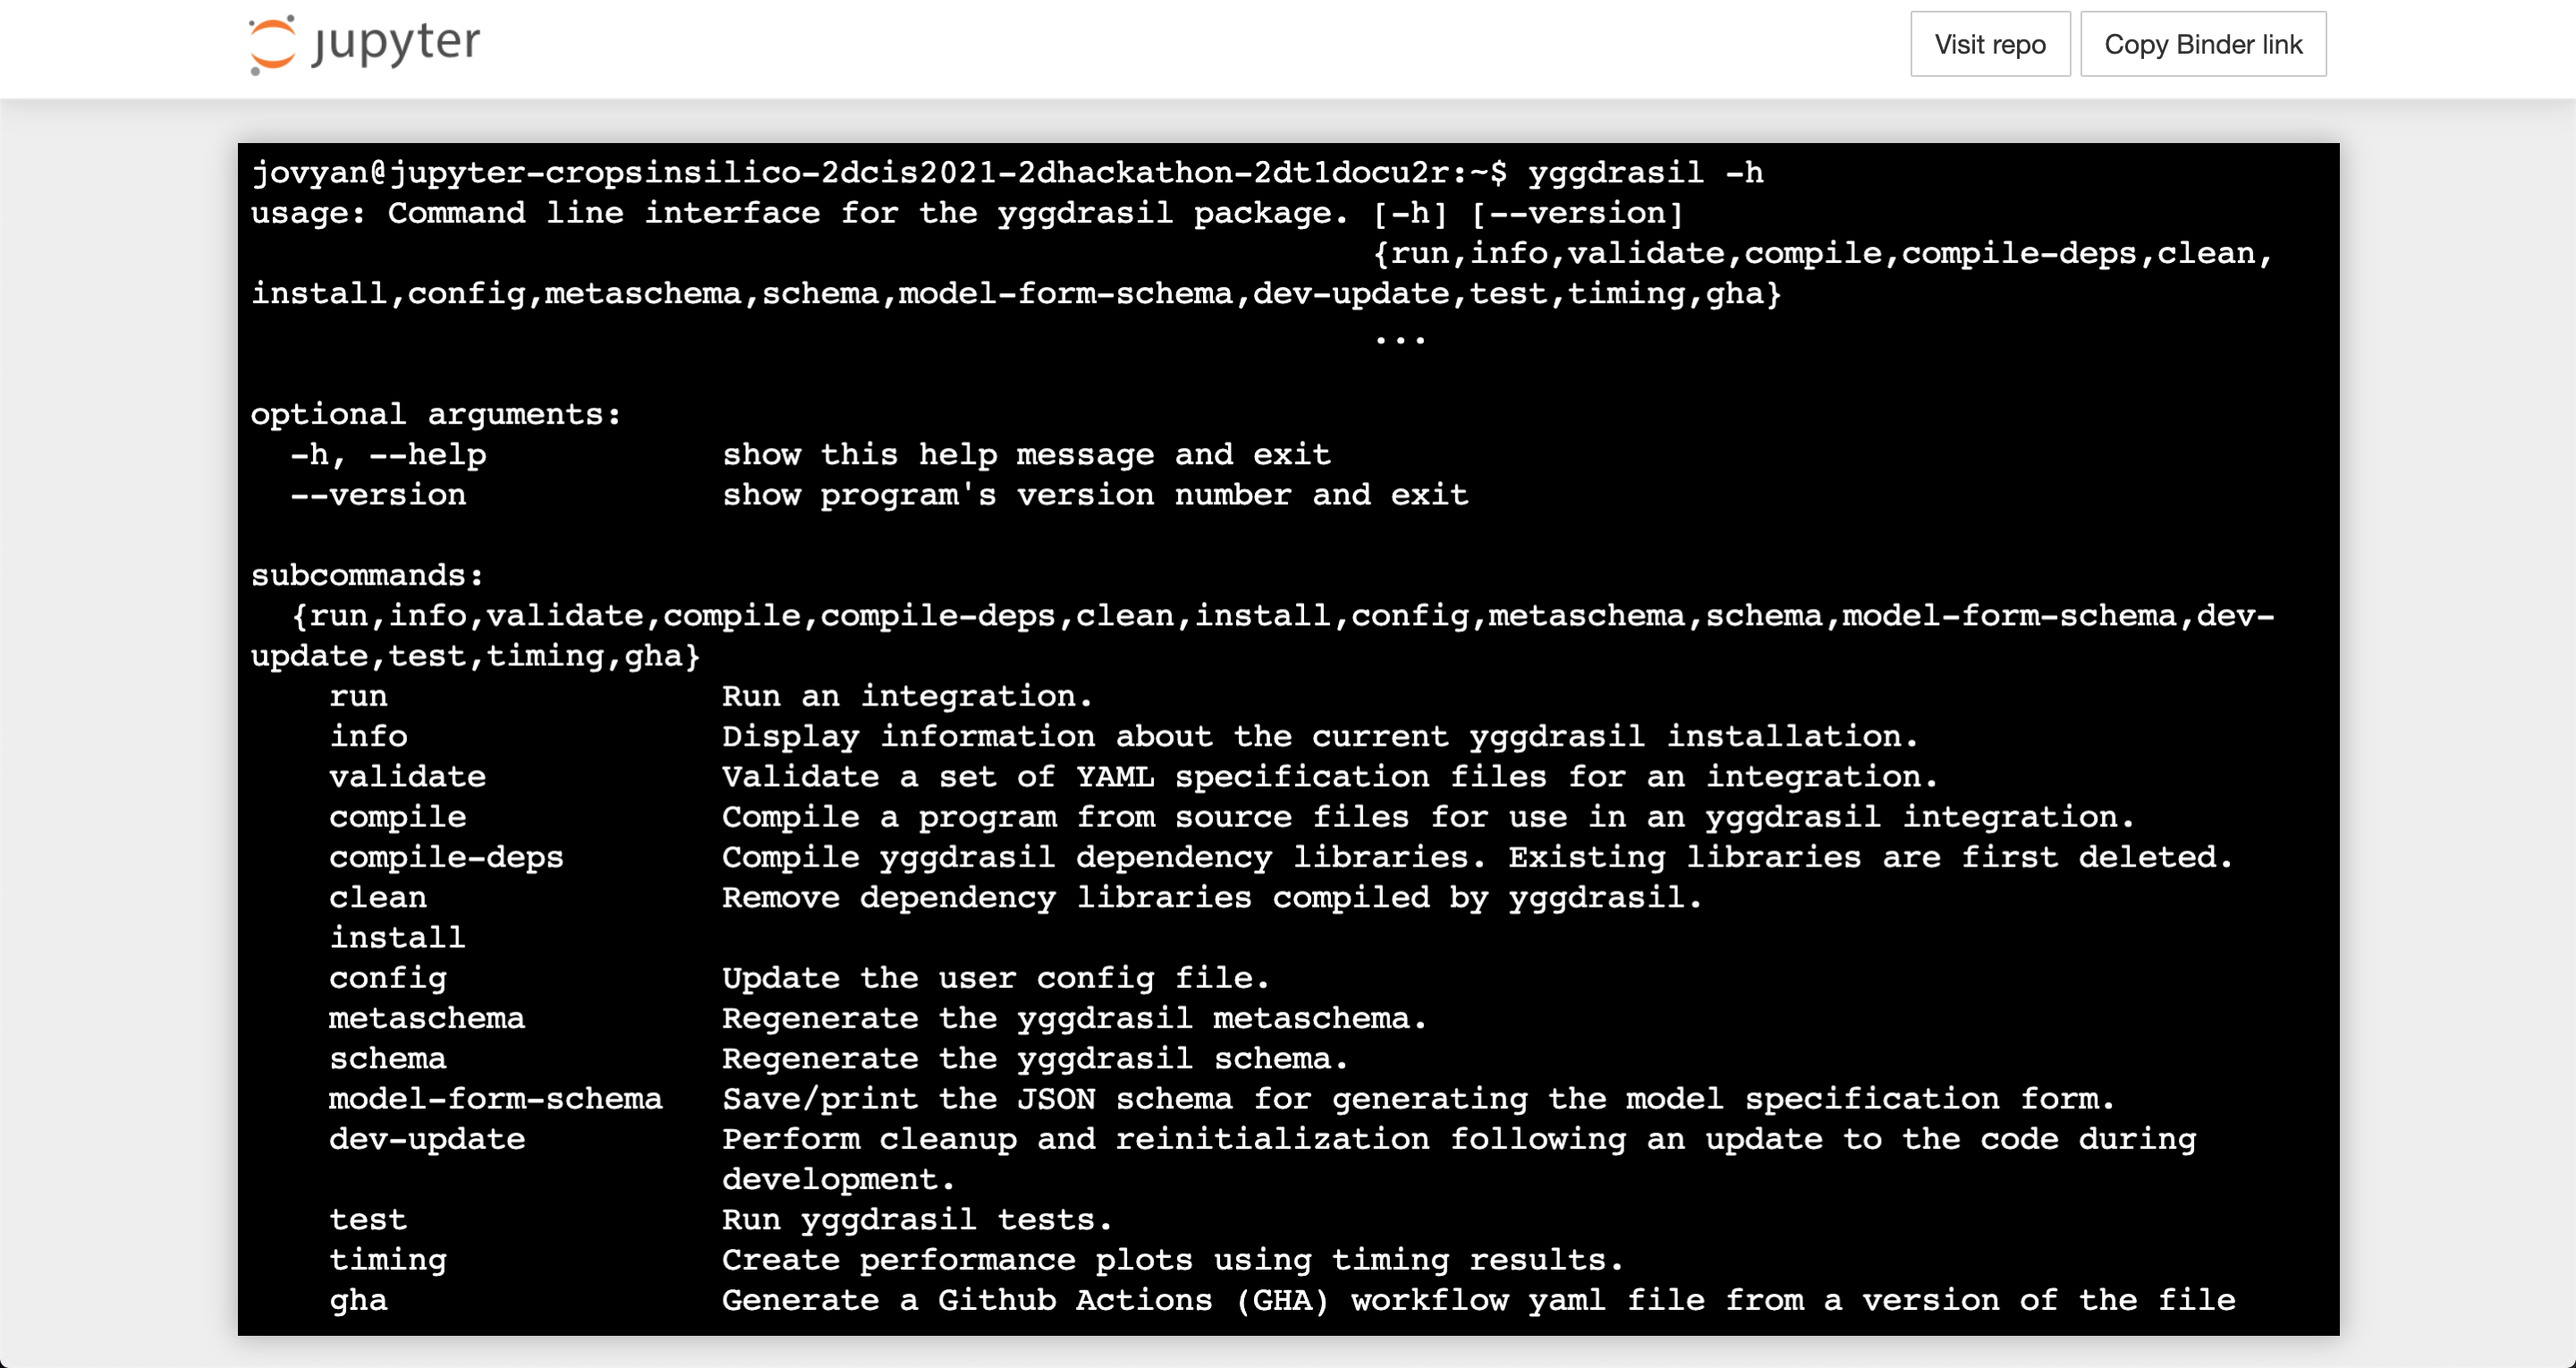 jupyter
Visit repo
Copy Binder link
jovyan@jupyter-cropsinsilico-2dcis2021-2dhackathon-2dt1docu2r:~$ yggdrasil -h
usage: Command line interface for the yggdrasil package. [-h] [--version]
{run,info,validate,compile,compile-deps,clean,
install,config,metaschema,schema,model-form-schema,dev-update,test,timing,gha}
...
optional arguments:
-h, --help show this help message and exit
--version show program's version number and exit
subcommands:
{run,info,validate,compile,compile-deps,clean,install,config,metaschema,schema,model-form-schema,dev-
update,test,timing,gha}
run Run an integration.
info Display information about the current yggdrasil installation.
validate Validate a set of YAML specification files for an integration.
compile Compile a program from source files for use in an yggdrasil integration.
compile-deps Compile yggdrasil dependency libraries. Existing libraries are first deleted.
clean Remove dependency libraries compiled by yggdrasil.
install
config Update the user config file.
metaschema Regenerate the yggdrasil metaschema.
schema Regenerate the yggdrasil schema.
model-form-schema Save/print the JSON schema for generating the model specification form.
dev-update Perform cleanup and reinitialization following an update to the code during
development.
test Run yggdrasil tests.
timing Create performance plots using timing results.
gha Generate a Github Actions (GHA) workflow yaml file from a version of the file